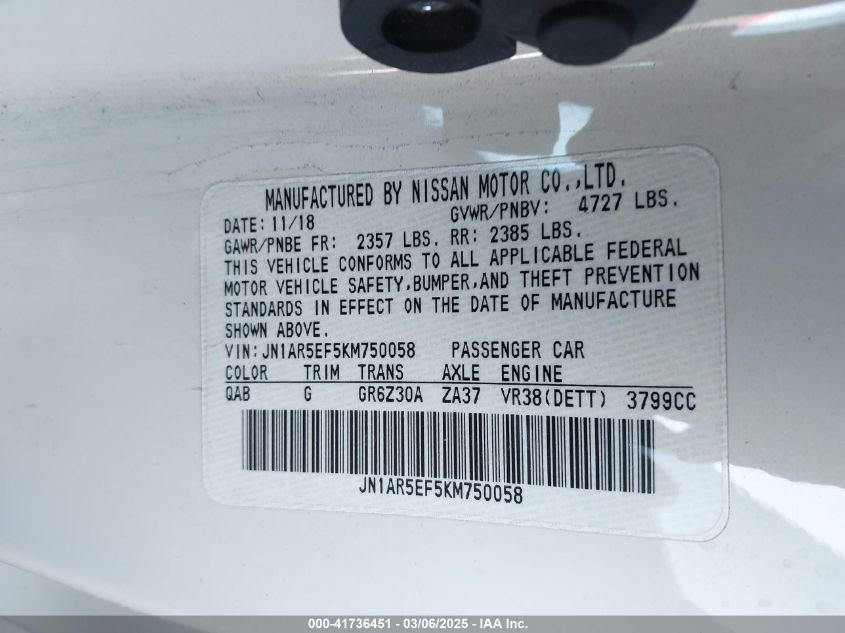 MANUFACTURED BY NISSAN MOTOR CO.,LTD.
DATE: 11/18 GVWR/PNBV: 4727 LBS.
GAWR/PNBE FR: 2357 LBS. RR: 2385 LBS.
THIS VEHICLE CONFORMS TO ALL APPLICABLE FEDERAL
MOTOR VEHICLE SAFETY,BUMPER,AND THEFT PREVENTION
STANDARDS IN EFFECT ON THE DATE OF MANUFACTURE
SHOWN ABOVE.
VIN:JN1AR5EF5KM750058 PASSENGER CAR
COLOR TRIM TRANS AXLE ENGINE
QAB G GR6Z30A ZA37 VR38(DETT) 3799CC
JN1AR5EF5KM750058
000-41736451 - 03/06/2025 - IAA Inc.